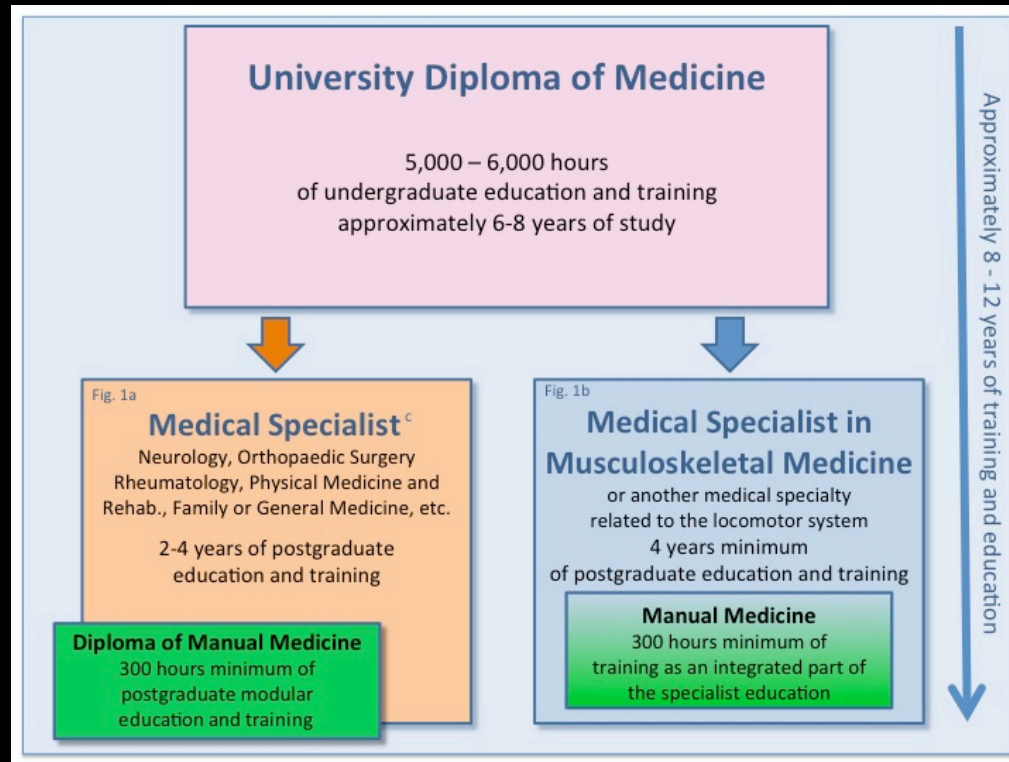 University Diploma of Medicine
5,000 – 6,000 hours
of undergraduate education and training
approximately 6-8 years of study
Approximately 8 - 12 years of training and education
Fig. 1a
Medical Specialist c
Neurology, Orthopaedic Surgery
Rheumatology, Physical Medicine and
Rehab., Family or General Medicine, etc.
2-4 years of postgraduate
education and training
Diploma of Manual Medicine
300 hours minimum of
postgraduate modular
education and training
Fig. 1b
Medical Specialist in
Musculoskeletal Medicine
or another medical specialty
related to the locomotor system
4 years minimum
of postgraduate education and training
Manual Medicine
300 hours minimum of
training as an integrated part of
the specialist education